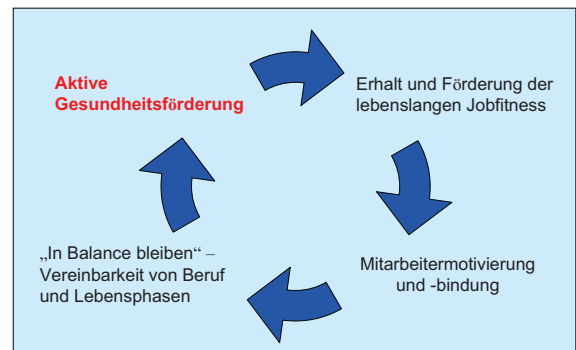 Aktive
Gesundheitsförderung
Erhalt und Förderung der
lebenslangen Jobfitness
Mitarbeitermotivierung
und -bindung
„In Balance bleiben“ –
Vereinbarkeit von Beruf
und Lebensphasen